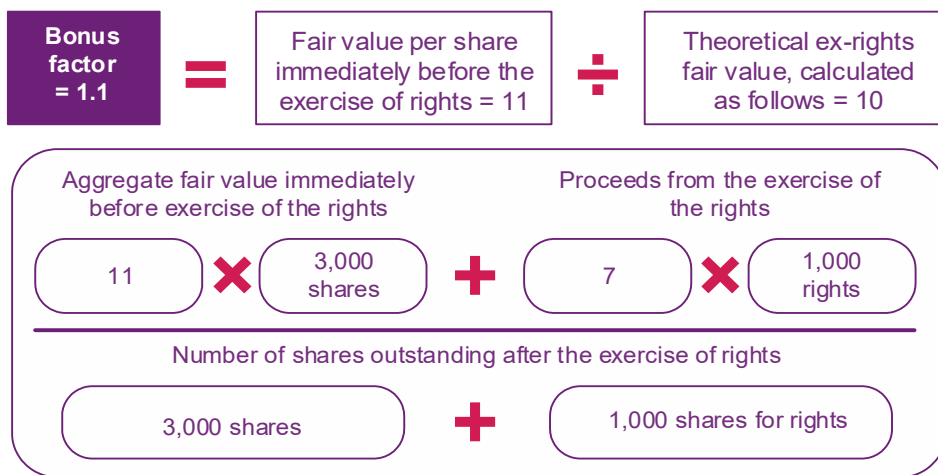 Bonus
factor
= 1.1
=
Fair value per share
immediately before the
exercise of rights = 11
÷
Theoretical ex-rights
fair value, calculated
as follows = 10
Aggregate fair value immediately
before exercise of the rights
Proceeds from the exercise of
the rights
11
×
3,000
shares
+
7
×
1,000
rights
Number of shares outstanding after the exercise of rights
3,000 shares
+
1,000 shares for rights